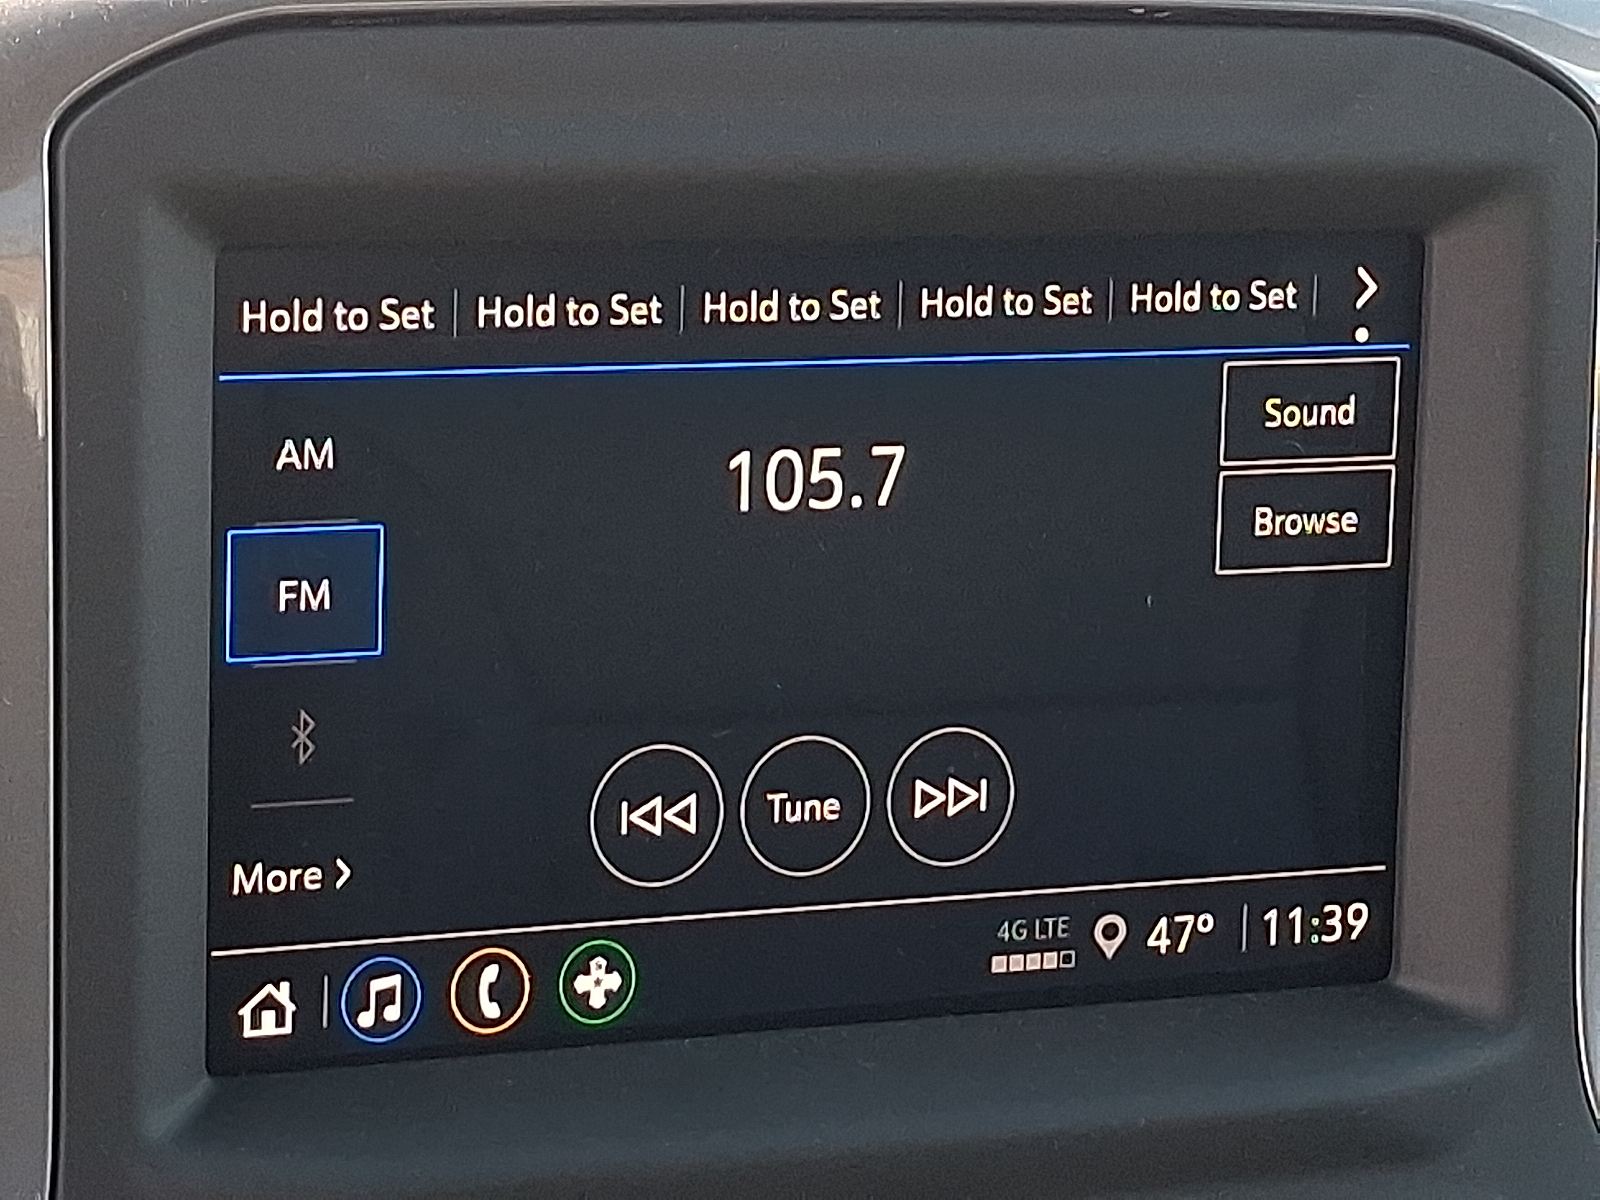 Hold to Set Hold to Set Hold to Set Hold to Set Hold to Set
Sound
AM
105.7
Browse
FM
Tune
More
4G LTE
47° 11:39